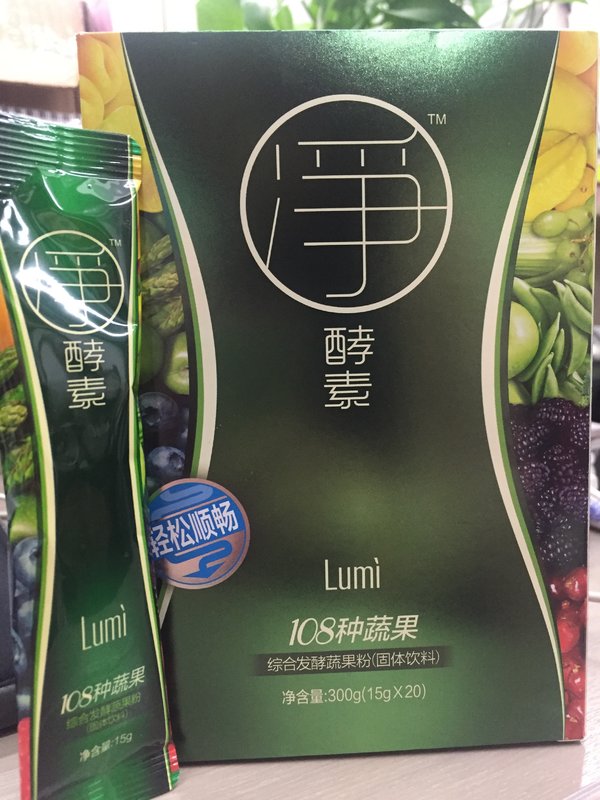 淨™
酵
素
轻松顺畅
Lumì
108种蔬果
综合发酵蔬果粉(固体饮料)
净含量:300g(15g×20)
淨™
酵
素
Lumì
108种蔬果
综合发酵蔬果粉
(固体饮料)
净含量:15g